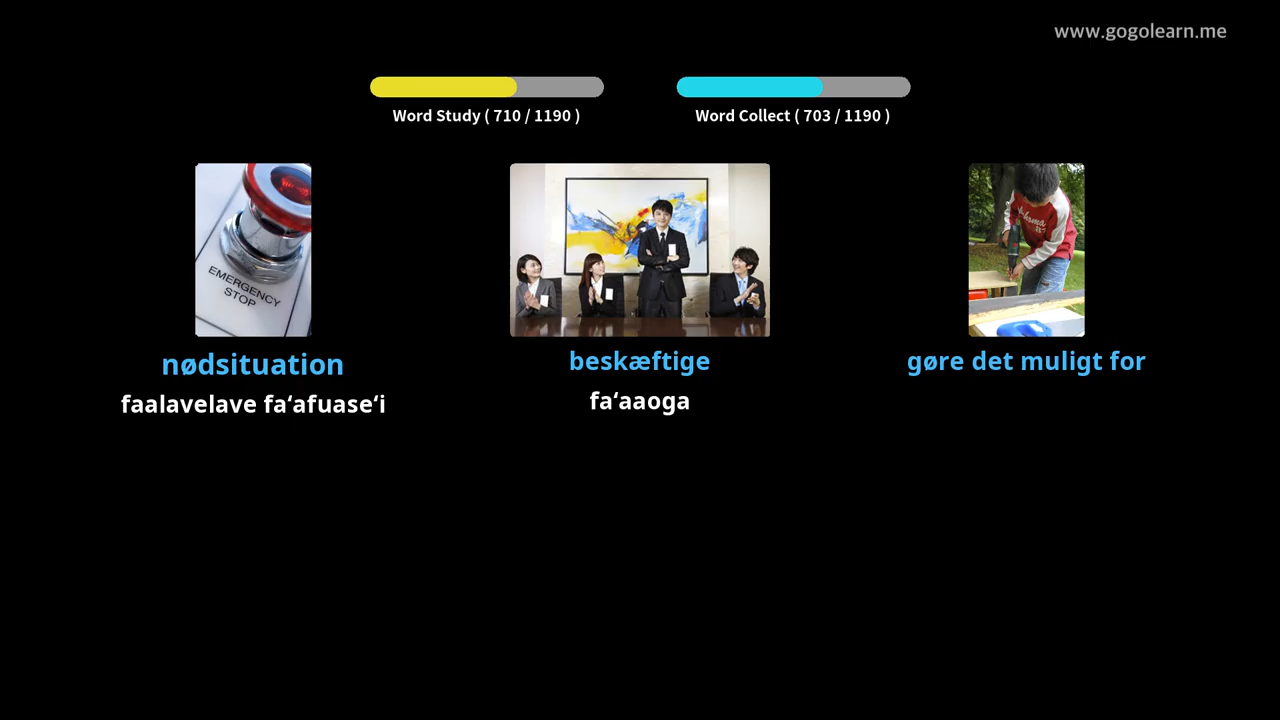 www.gogolearn.me
Word Study ( 710 / 1190 )
Word Collect ( 703 / 1190 )
EMERGENCY
STOP
nødsituation
beskæftige
gøre det muligt for
faalavelave faʻafuaseʻi
faʻaaoga